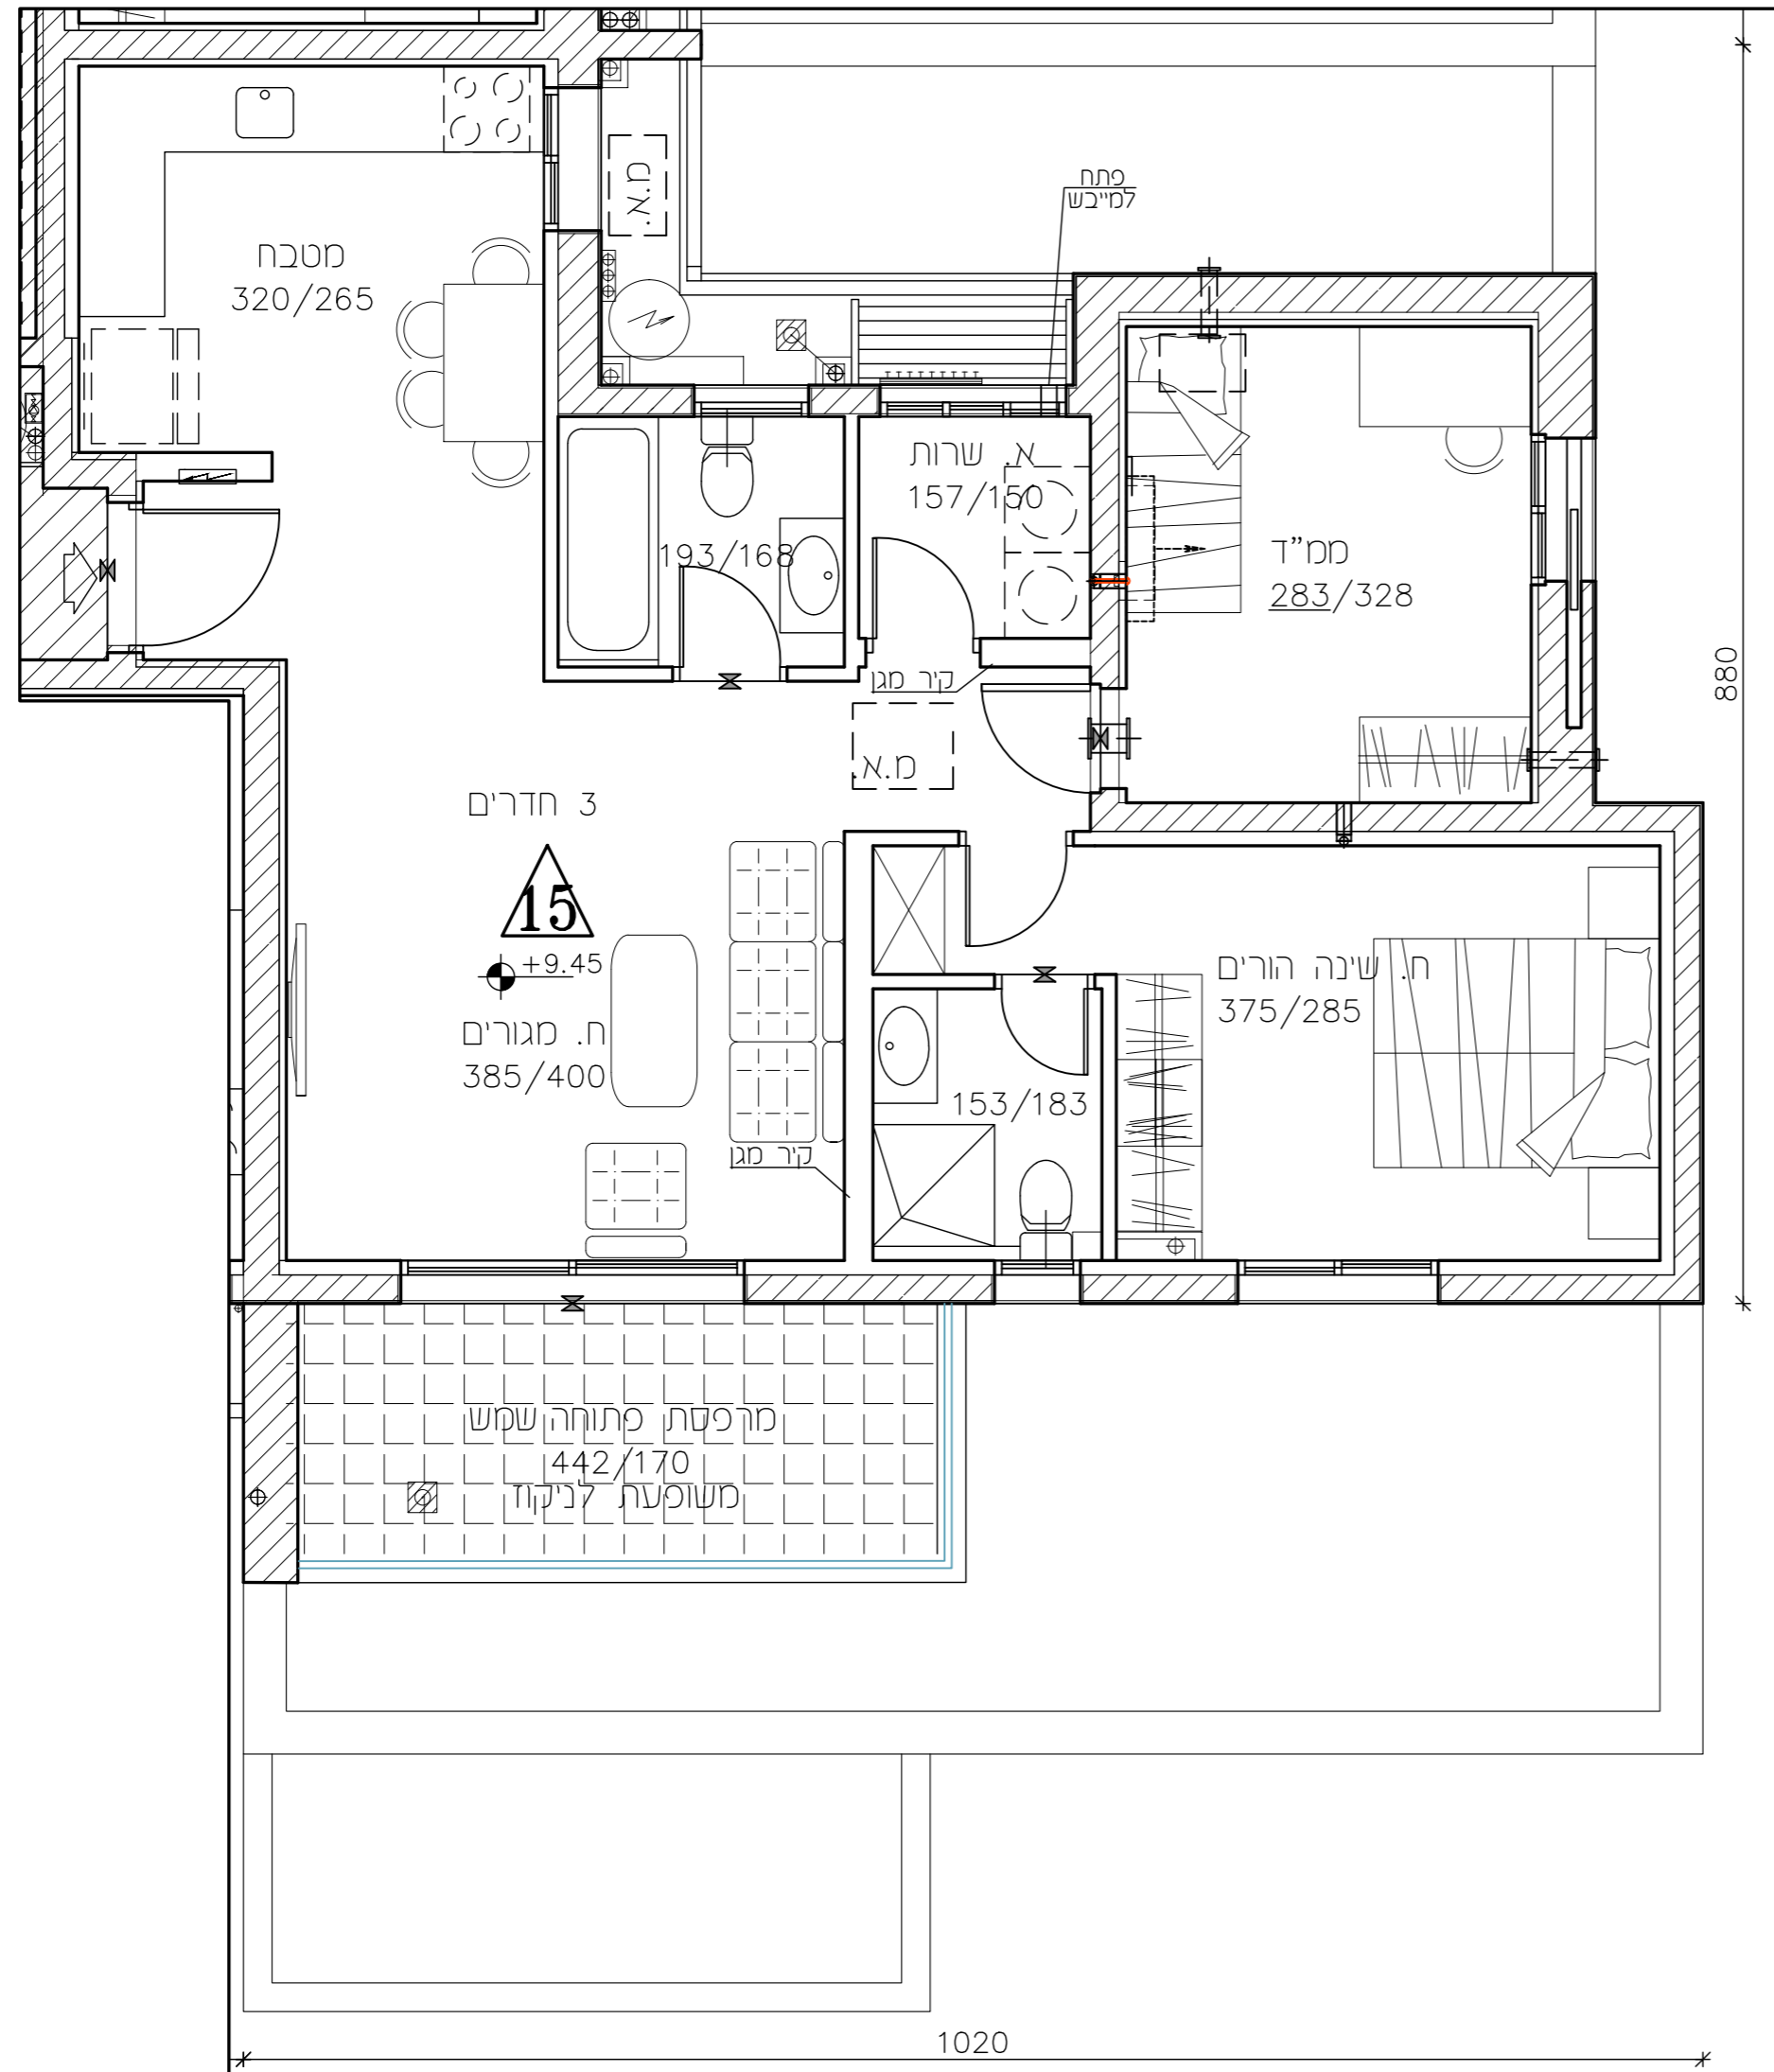 פתח
למייבש
מ.א.
מטבח
320/265
א. שרות
157/150
193/168
ממ"ד
283/328
880
קיר מגן
מ.א.
3 חדרים
15
+9.45
ח. מגורים
385/400
ח. שינה הורים
375/285
153/183
קיר מגן
מרפסת פתוחה שמש
442/170
משופעת לניקוז
1020